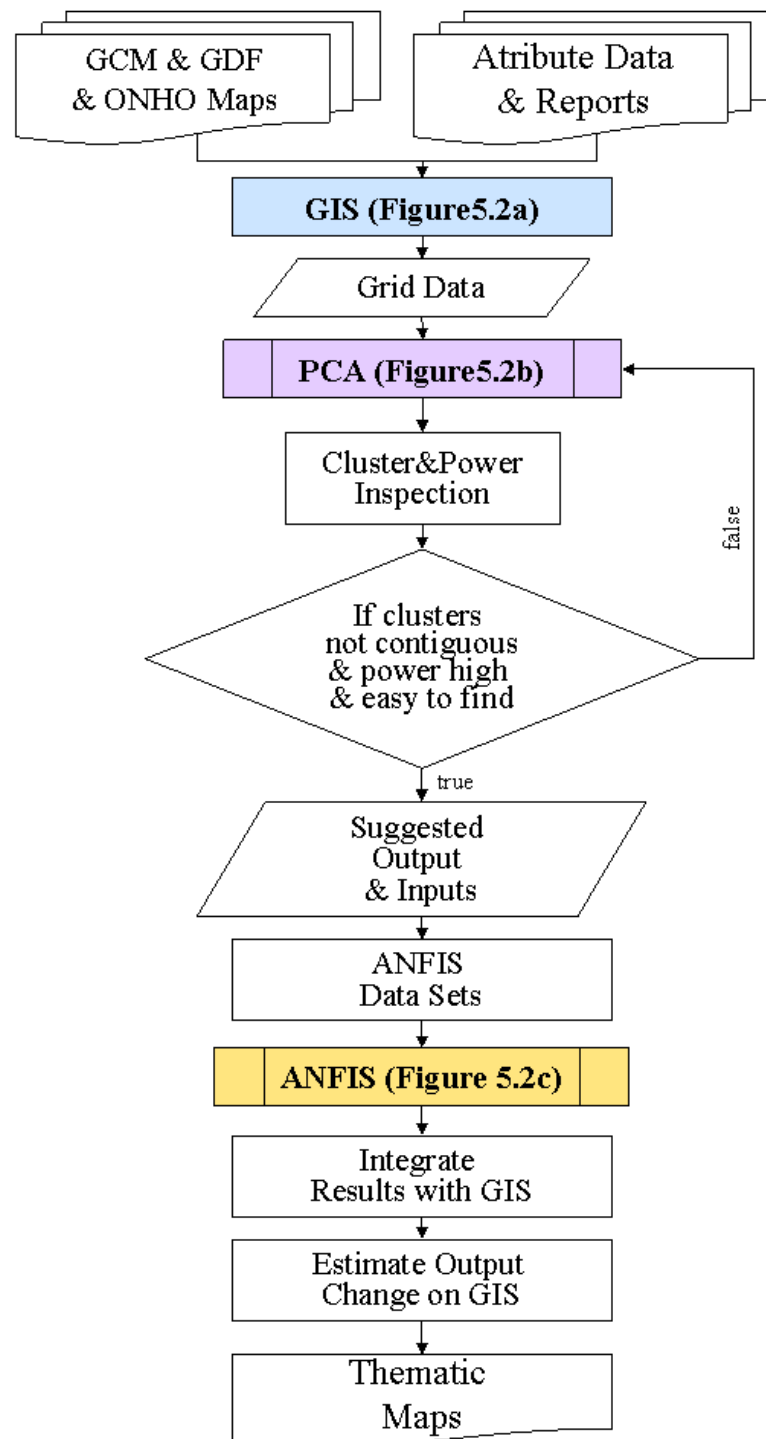 GCM & GDF
& ONHO Maps
Atribute Data
& Reports
GIS (Figure5.2a)
Grid Data
PCA (Figure5.2b)
Cluster&Power
Inspection
false
If clusters
not contiguous
& power high
& easy to find
true
Suggested
Output
& Inputs
ANFIS
Data Sets
ANFIS (Figure 5.2c)
Integrate
Results with GIS
Estimate Output
Change on GIS
Thematic
Maps